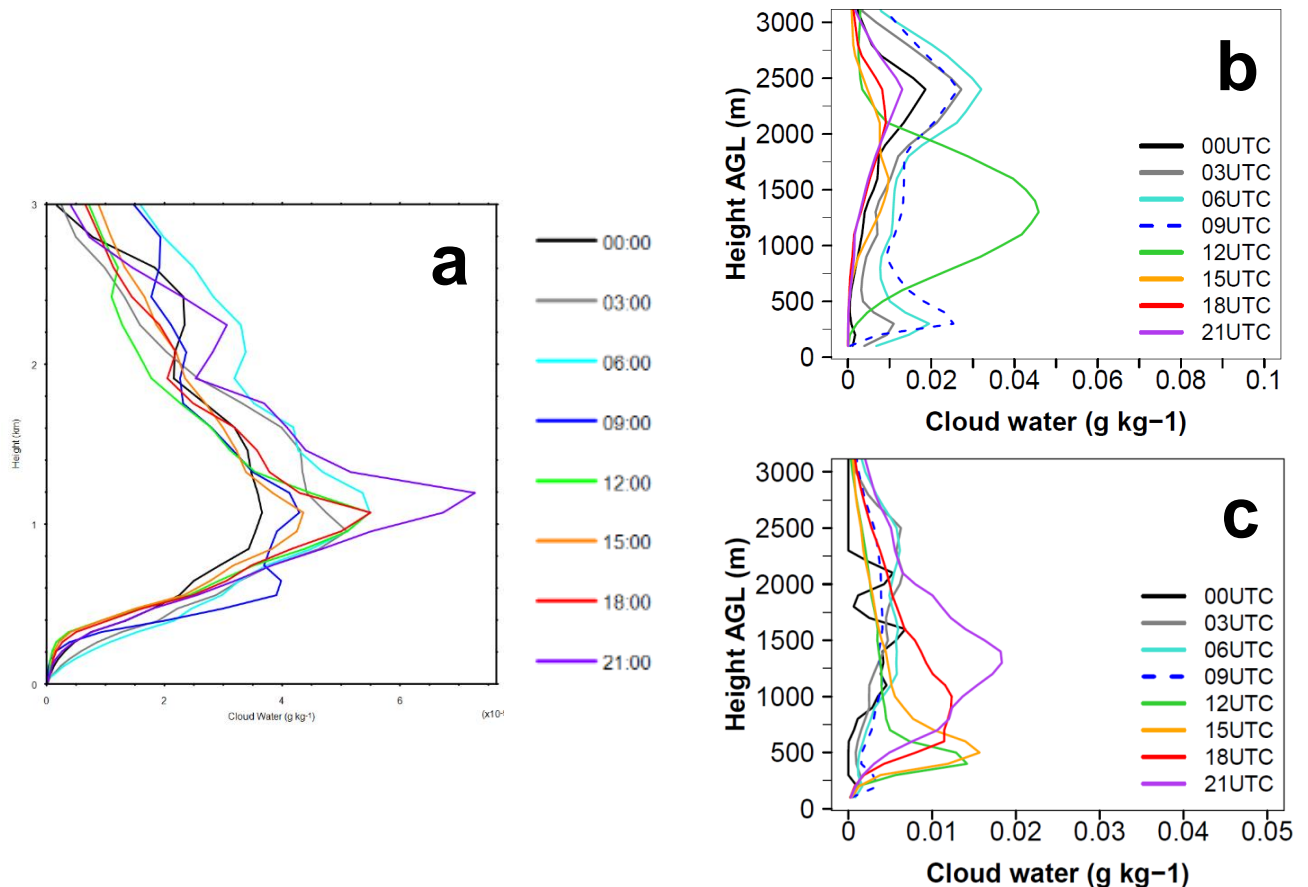 a
3
2
1
0
Height (km)
0
2
4
6
Cloud Water (g kg-1)
00:00
03:00
06:00
09:00
12:00
15:00
18:00
21:00
b
3000
2500
2000
1500
1000
500
0
Height AGL (m)
00UTC
03UTC
06UTC
09UTC
12UTC
15UTC
18UTC
21UTC
0
0.02
0.04
0.06
0.08
0.1
Cloud water (g kg−1)
c
3000
2500
2000
1500
1000
500
0
Height AGL (m)
00UTC
03UTC
06UTC
09UTC
12UTC
15UTC
18UTC
21UTC
0
0.01
0.02
0.03
0.04
0.05
Cloud water (g kg−1)